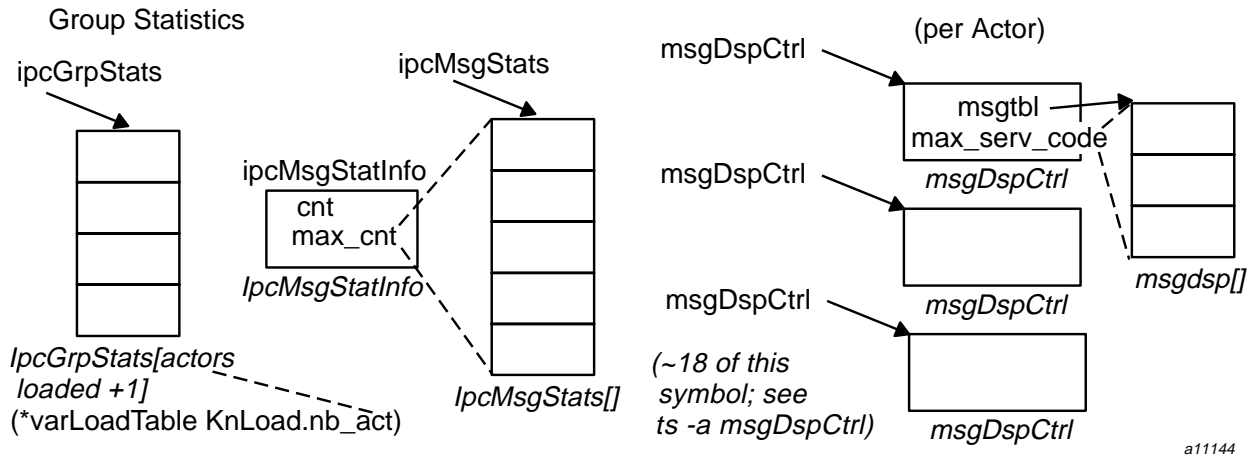 Group Statistics
ipcGrpStats
ipcMsgStats
ipcMsgStatInfo
cnt
max_cnt
IpcMsgStatInfo
IpcGrpStats[actors
loaded +1]
(*varLoadTable KnLoad.nb_act)
IpcMsgStats[]
(per Actor)
msgDspCtrl
msgtbl
max_serv_code
msgDspCtrl
msgDspCtrl
msgDspCtrl
msgdsp[]
msgDspCtrl
(~18 of this
symbol; see
ts -a msgDspCtrl)
msgDspCtrl
a11144